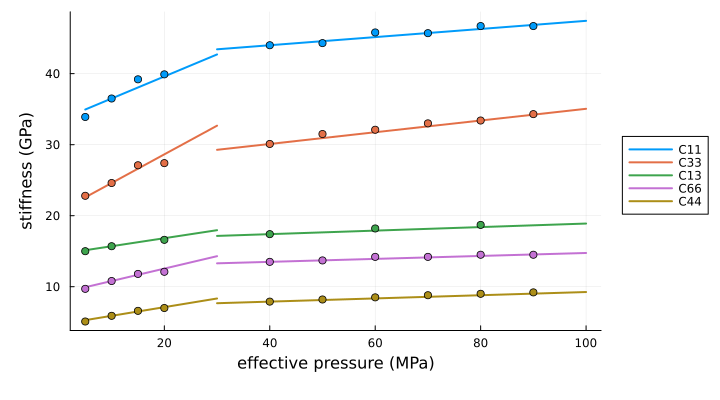 stiffness (GPa)
40
30
20
10
20
40
60
80
100
effective pressure (MPa)
C11
C33
C13
C66
C44